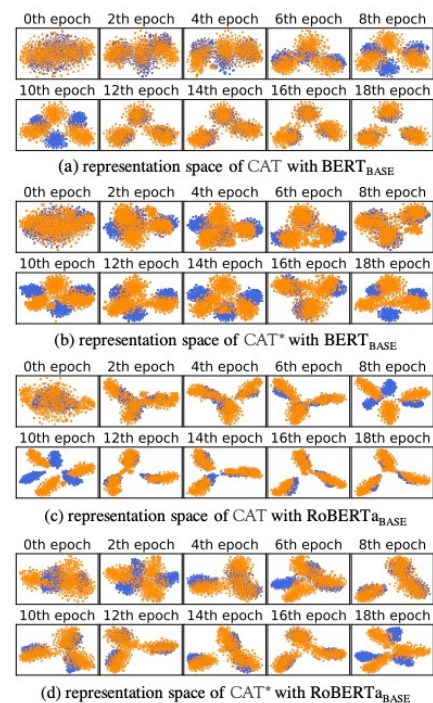 0th epoch 2th epoch 4th epoch 6th epoch 8th epoch
10th epoch 12th epoch 14th epoch 16th epoch 18th epoch
(a) representation space of CAT with BERT_BASE
0th epoch 2th epoch 4th epoch 6th epoch 8th epoch
10th epoch 12th epoch 14th epoch 16th epoch 18th epoch
(b) representation space of CAT* with BERT_BASE
0th epoch 2th epoch 4th epoch 6th epoch 8th epoch
10th epoch 12th epoch 14th epoch 16th epoch 18th epoch
(c) representation space of CAT with RoBERTa_BASE
0th epoch 2th epoch 4th epoch 6th epoch 8th epoch
10th epoch 12th epoch 14th epoch 16th epoch 18th epoch
(d) representation space of CAT* with RoBERTa_BASE